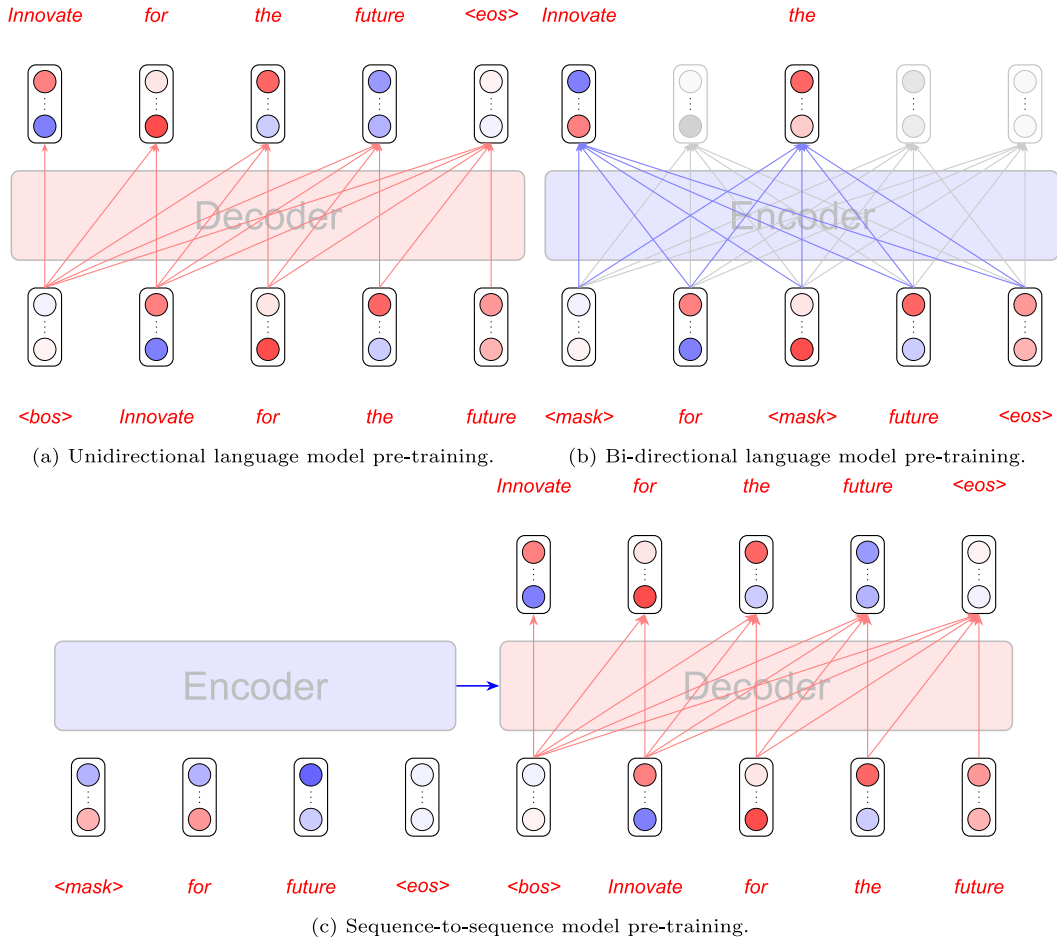 Innovate for the future <eos> Innovate the
Decoder Encoder
<bos> Innovate for the future <mask> for <mask> future <eos>
(a) Unidirectional language model pre-training. (b) Bi-directional language model pre-training.
Innovate for the future <eos>
Encoder Decoder
<mask> for future <eos> <bos> Innovate for the future
(c) Sequence-to-sequence model pre-training.